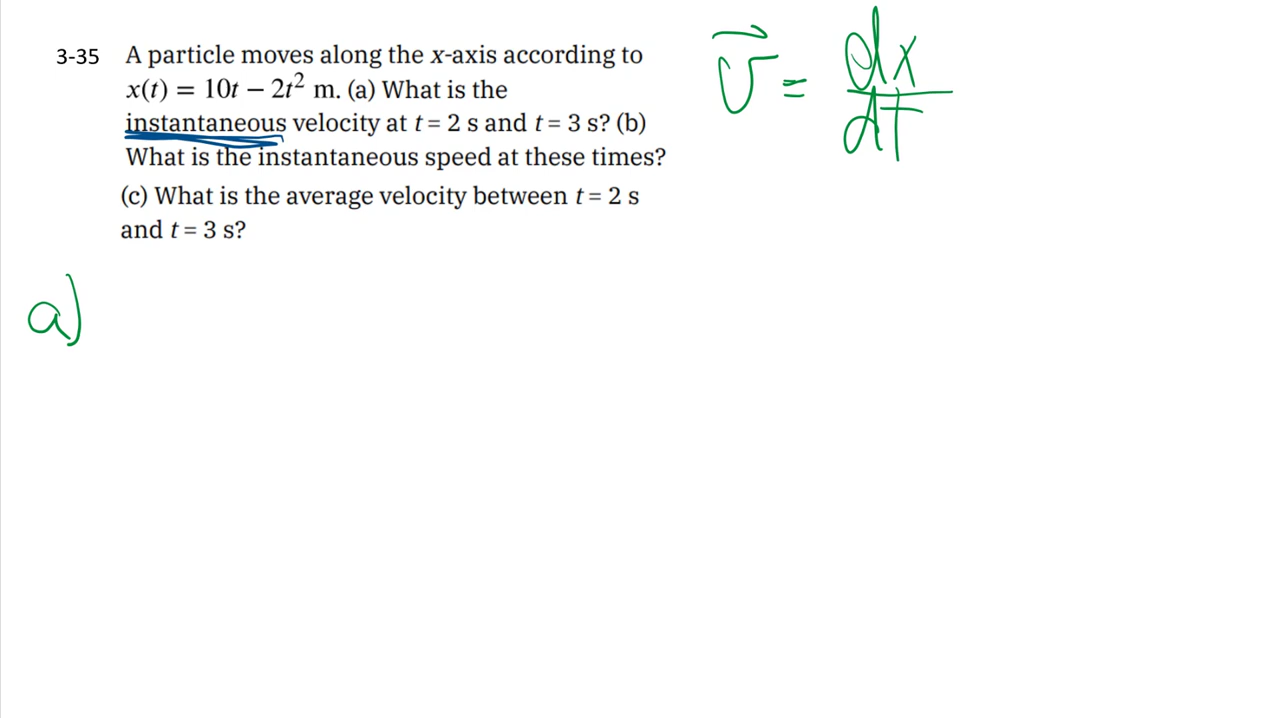 3-35 A particle moves along the x-axis according to
x(t) = 10t − 2t² m. (a) What is the
instantaneous velocity at t = 2 s and t = 3 s? (b)
What is the instantaneous speed at these times?
(c) What is the average velocity between t = 2 s
and t = 3 s?
v⃗ = dx/dT
a)